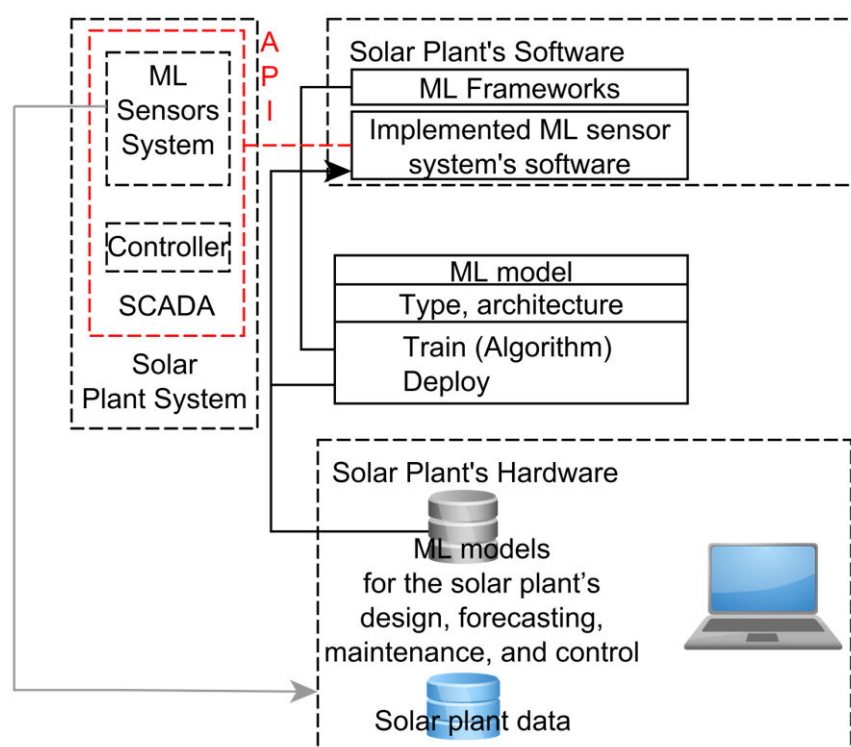 ML
Sensors
System
Controller
SCADA
Solar
Plant System
A
P
I
Solar Plant's Software
ML Frameworks
Implemented ML sensor
system's software
ML model
Type, architecture
Train (Algorithm)
Deploy
Solar Plant's Hardware
ML models
for the solar plant’s
design, forecasting,
maintenance, and control
Solar plant data